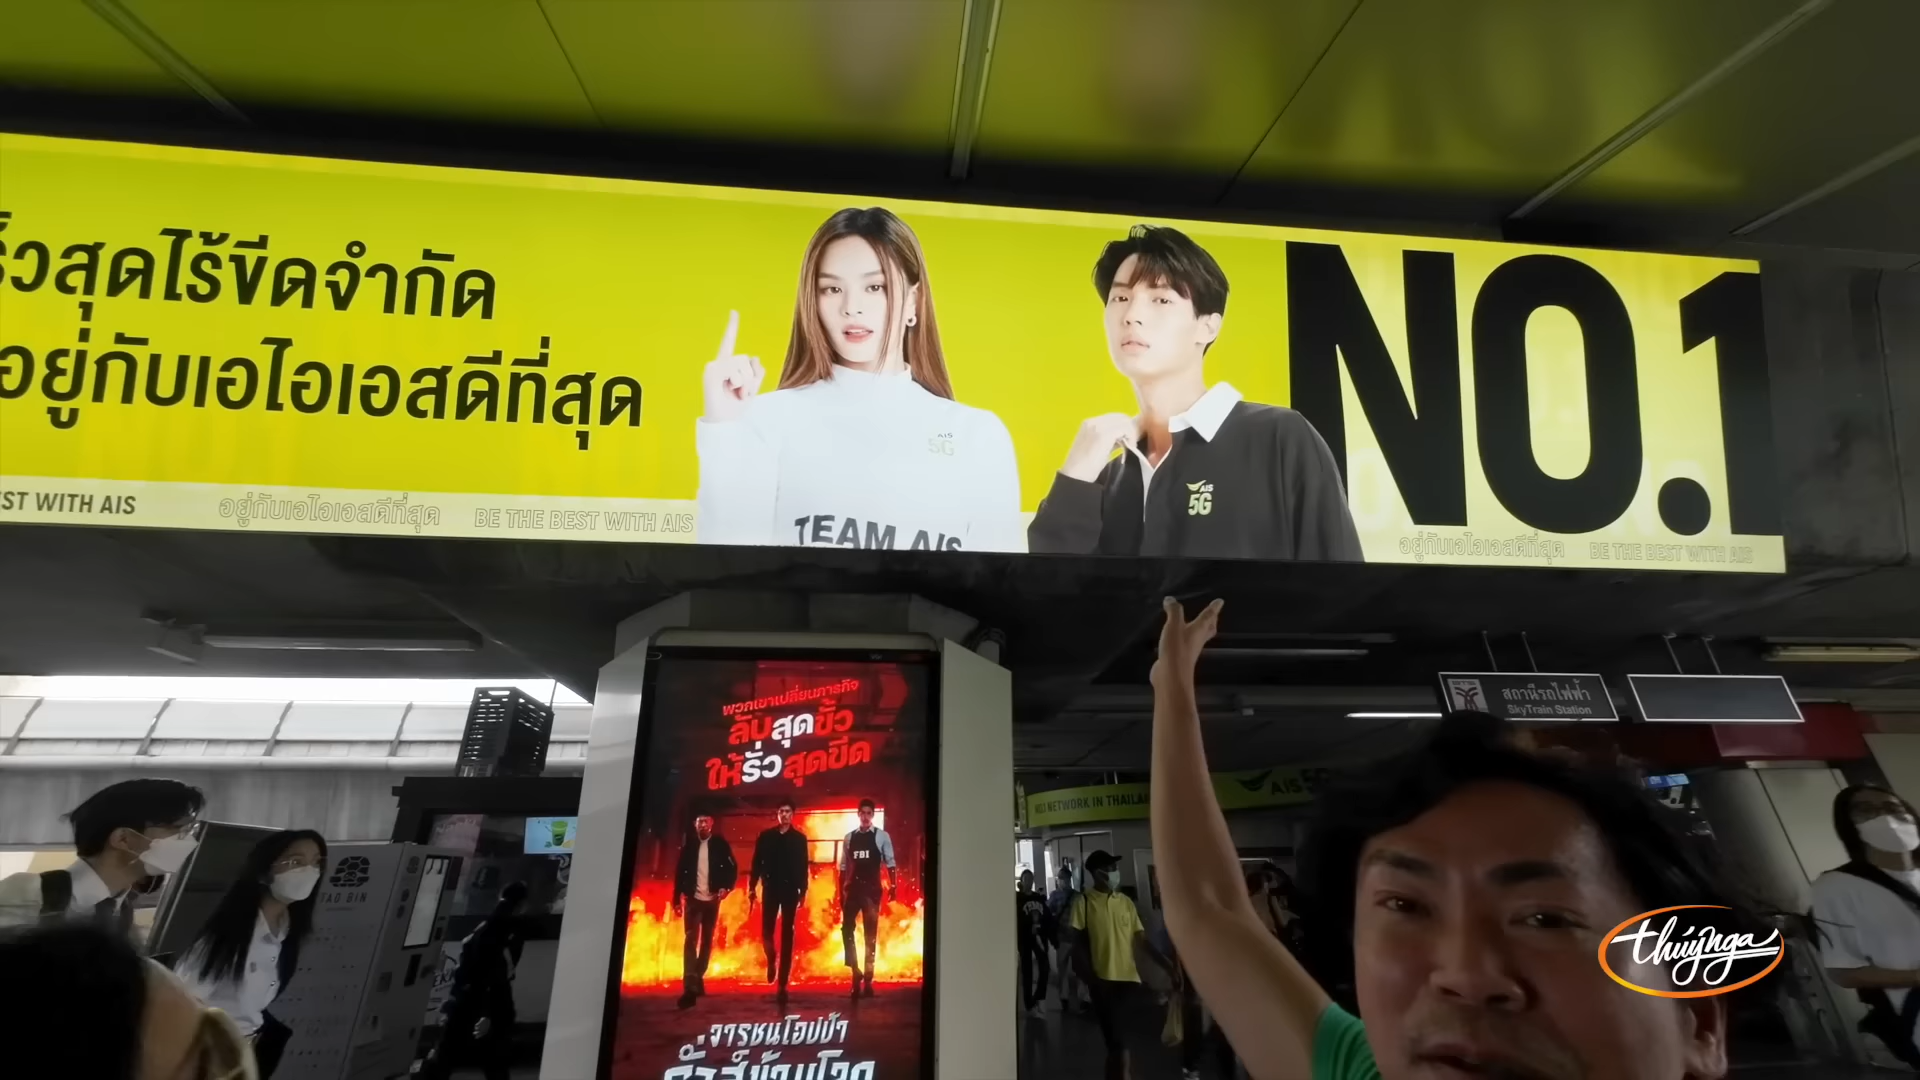 ริ้วสุดไร้ขีดจำกัด
อยู่กับเอไอเอสดีที่สุด
NO.1
AIS
5G
AIS
5G
TEAM AIS
WITH AIS
อยู่กับเอไอเอสดีที่สุด
BE THE BEST WITH AIS
อยู่กับเอไอเอสดีที่สุด
BE THE BEST WITH AIS
พวกเขาเปลี่ยนภารกิจ
ลับสุดขั้ว
ให้รั่วสุดขีด
FBI
จารชนโอปป้า
สถานีรถไฟฟ้า
SkyTrain Station
NO.1 NETWORK IN
AIS 5G
TAO BIN
thúy nga